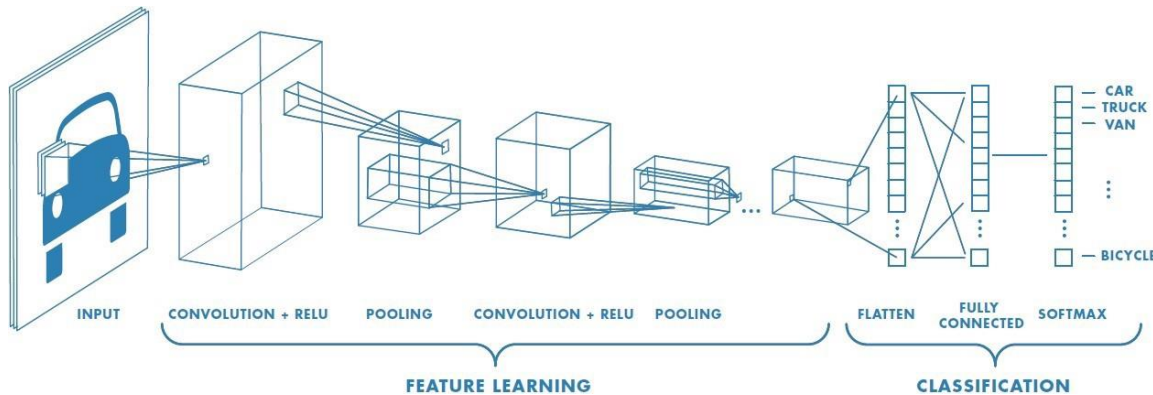 CAR
TRUCK
VAN
BICYCLE
INPUT
CONVOLUTION + RELU
POOLING
CONVOLUTION + RELU
POOLING
FLATTEN
FULLY
CONNECTED
SOFTMAX
FEATURE LEARNING
CLASSIFICATION